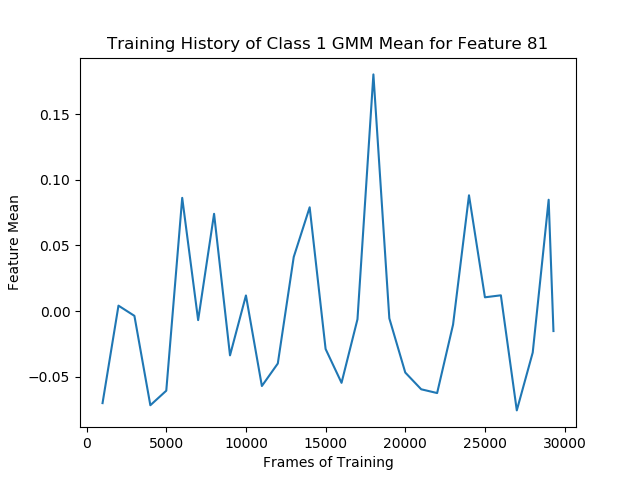 Training History of Class 1 GMM Mean for Feature 81
0.15
0.10
0.05
0.00
−0.05
Feature Mean
0 5000 10000 15000 20000 25000 30000
Frames of Training